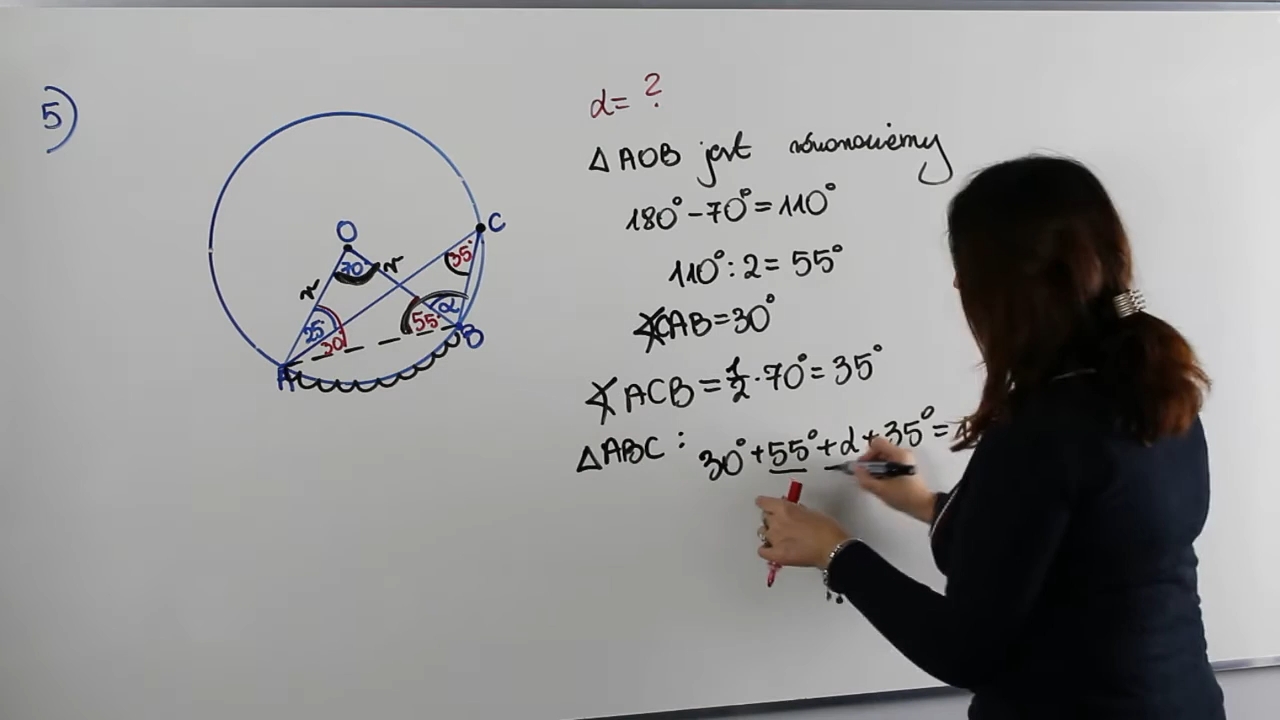 5)
α = ?
△AOB jest równoramienny
180° - 70° = 110°
110° : 2 = 55°
∢CAB = 30°
∢ACB = 1/2 · 70° = 35°
△ABC : 30° + 55° + α + 35° =
O
C
70°
r
r
35°
25°
30°
55°
α
B
A